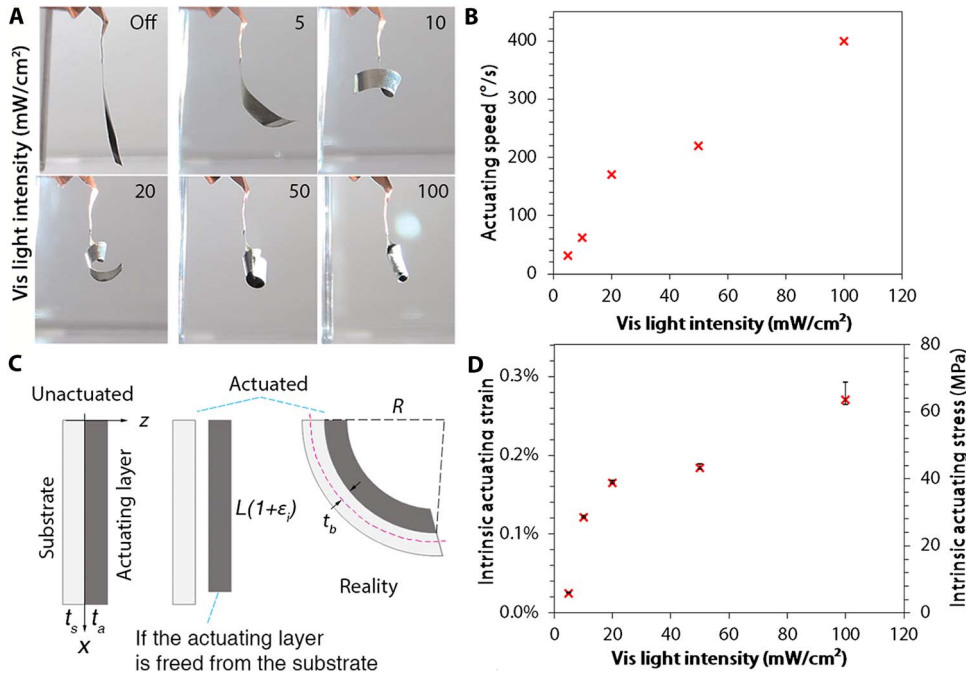 A
Vis light intensity (mW/cm²)
Off
5
10
20
50
100
B
Actuating speed (°/s)
400
300
200
100
0
0
20
40
60
80
100
120
Vis light intensity (mW/cm²)
C
Unactuated
Actuated
z
R
Substrate
Actuating layer
L(1+εᵢ)
t_b
t_s
t_a
x
Reality
If the actuating layer
is freed from the substrate
D
Intrinsic actuating strain
0.3%
0.2%
0.1%
0.0%
80
60
40
20
0
Intrinsic actuating stress (MPa)
0
20
40
60
80
100
120
Vis light intensity (mW/cm²)